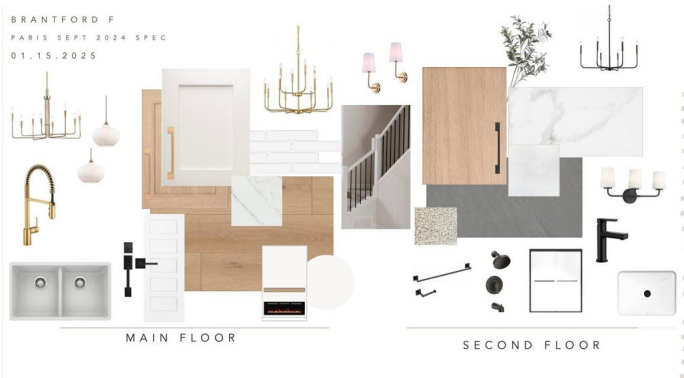 BRANTFORD F
PARIS SEPT 2024 SPEC
01.15.2025
MAIN FLOOR
SECOND FLOOR